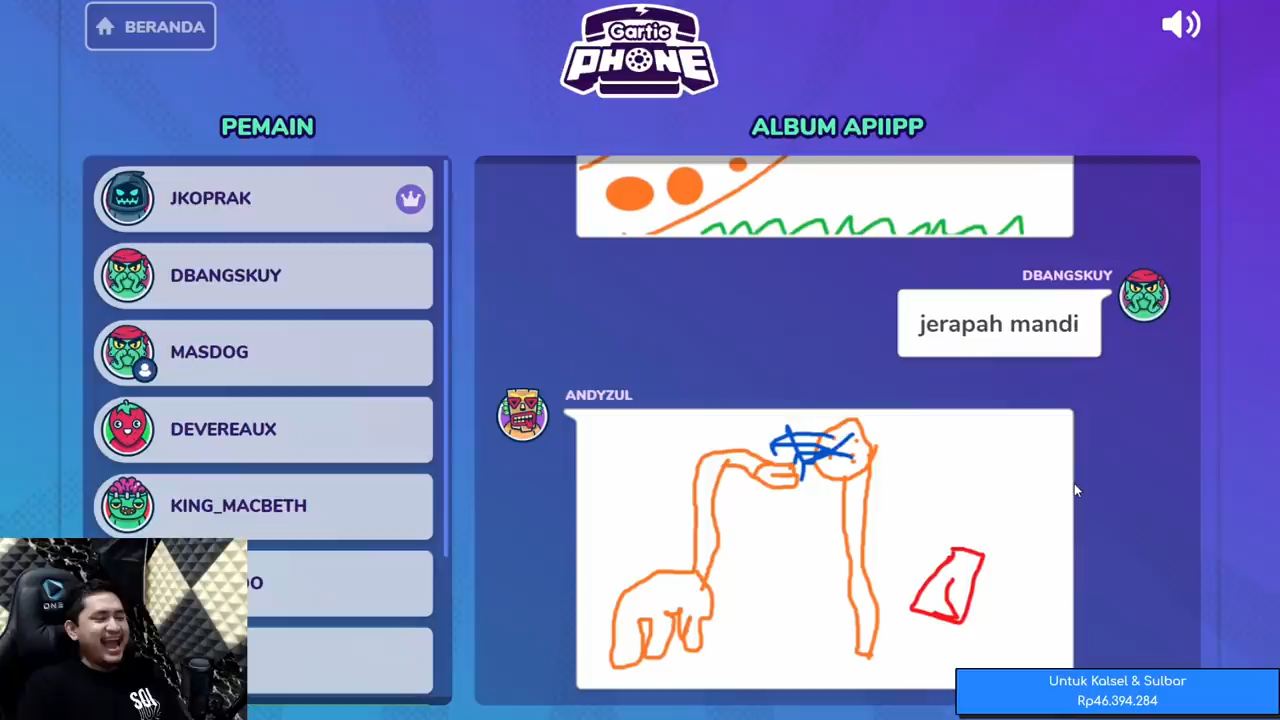 BERANDA
Gartic
PHONE
PEMAIN
ALBUM APIIPP
JKOPRAK
DBANGSKUY
MASDOG
DEVEREAUX
KING_MACBETH
DBANGSKUY
jerapah mandi
ANDYZUL
Untuk Kalsel & Sulbar
Rp46.394.284